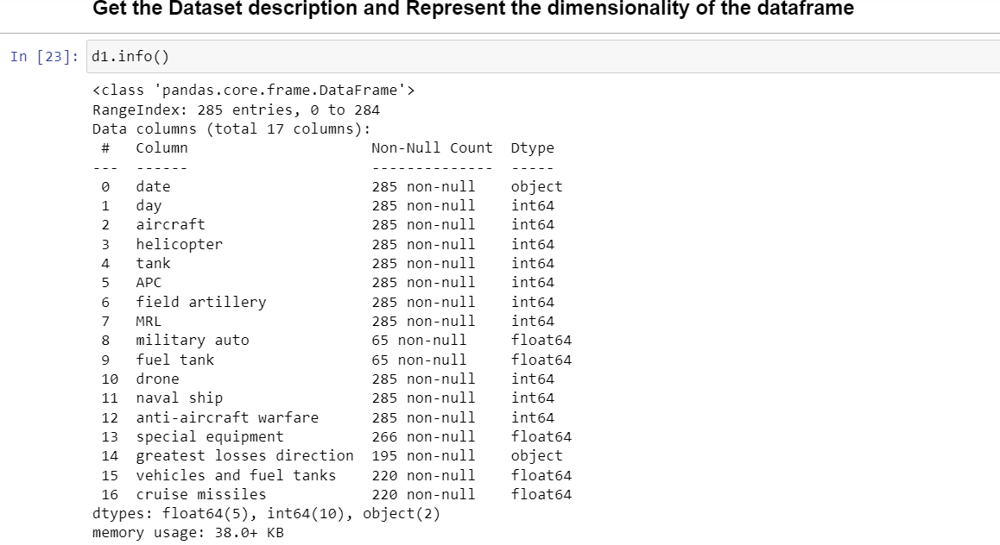 Get the Dataset description and Represent the dimensionality of the dataframe
In [23]: d1.info()
<class 'pandas.core.frame.DataFrame'>
RangeIndex: 285 entries, 0 to 284
Data columns (total 17 columns):
 #   Column                     Non-Null Count  Dtype
---  ------                     --------------  -----
 0   date                       285 non-null    object
 1   day                        285 non-null    int64
 2   aircraft                   285 non-null    int64
 3   helicopter                 285 non-null    int64
 4   tank                       285 non-null    int64
 5   APC                        285 non-null    int64
 6   field artillery            285 non-null    int64
 7   MRL                        285 non-null    int64
 8   military auto              65 non-null     float64
 9   fuel tank                  65 non-null     float64
 10  drone                      285 non-null    int64
 11  naval ship                 285 non-null    int64
 12  anti-aircraft warfare      285 non-null    int64
 13  special equipment          266 non-null    float64
 14  greatest losses direction  195 non-null    object
 15  vehicles and fuel tanks    220 non-null    float64
 16  cruise missiles            220 non-null    float64
dtypes: float64(5), int64(10), object(2)
memory usage: 38.0+ KB